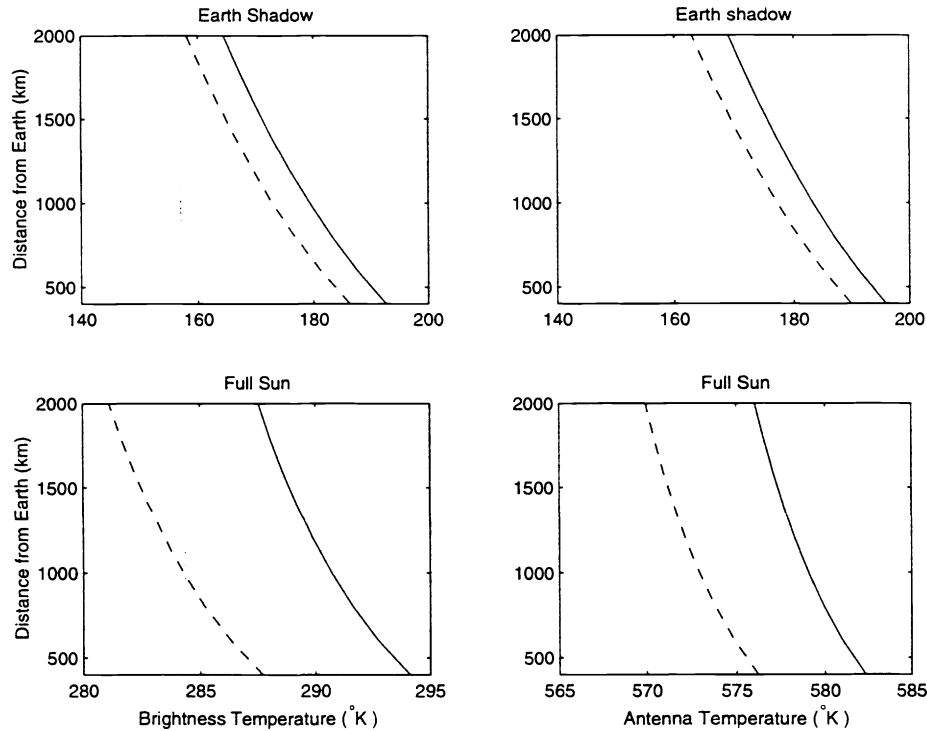 Earth Shadow
2000
1500
1000
500
140 160 180 200
Distance from Earth (km)
Earth shadow
2000
1500
1000
500
140 160 180 200
Full Sun
2000
1500
1000
500
280 285 290 295
Distance from Earth (km)
Brightness Temperature (°K)
Full Sun
2000
1500
1000
500
565 570 575 580 585
Antenna Temperature (°K)